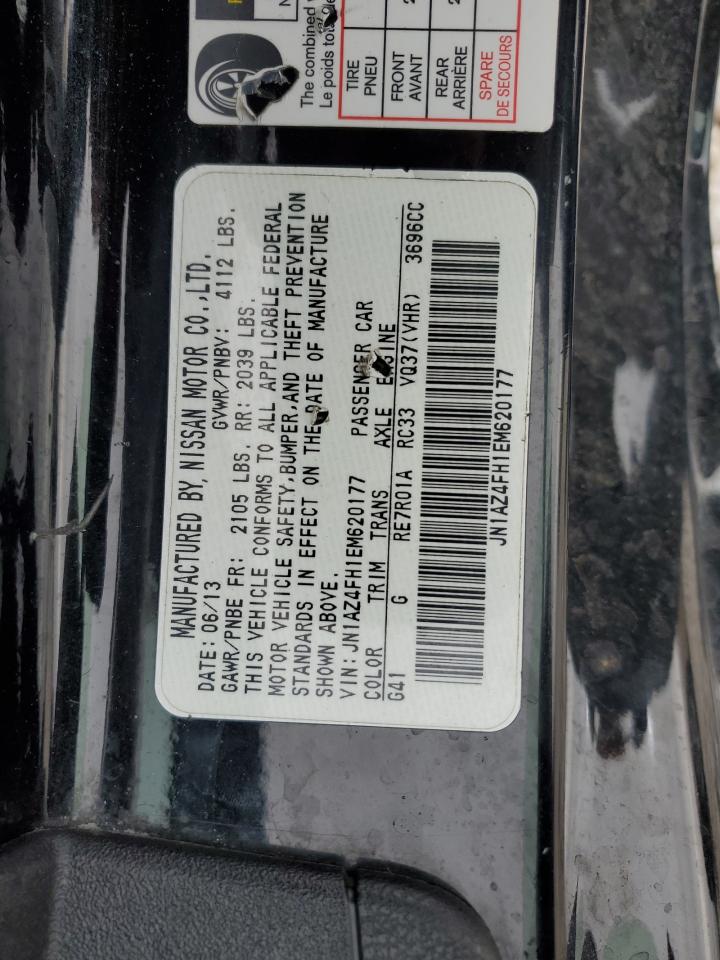 The combined
Le poids total
TIRE
PNEU
FRONT
AVANT
REAR
ARRIÈRE
SPARE
DE SECOURS
MANUFACTURED BY, NISSAN MOTOR CO.,LTD.
DATE: 06/13 GVWR/PNBV: 4112 LBS.
GAWR/PNBE FR: 2105 LBS. RR: 2039 LBS.
THIS VEHICLE CONFORMS TO ALL APPLICABLE FEDERAL
MOTOR VEHICLE SAFETY,BUMPER,AND THEFT PREVENTION
STANDARDS IN EFFECT ON THE DATE OF MANUFACTURE
SHOWN ABOVE.
VIN: JN1AZ4FH1EM620177 PASSENGER CAR
COLOR TRIM TRANS AXLE ENGINE
G41 G RE7R01A RC33 VQ37(VHR) 3696CC
JN1AZ4FH1EM620177